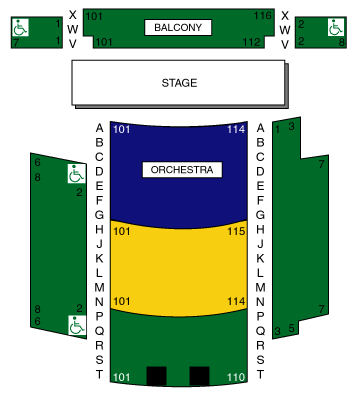 X 101 116 X
W BALCONY W
V 101 112 V
7 1 1 2 2 8
STAGE
A 101 114 A
B B
C C
D ORCHESTRA D
E E
F F
G G
H 101 115 H
J J
K K
L L
M M
N 101 114 N
P P
Q Q
R R
S S
T 101 110 T
6
8
2
8
6
2
1 3
7
7
3 5